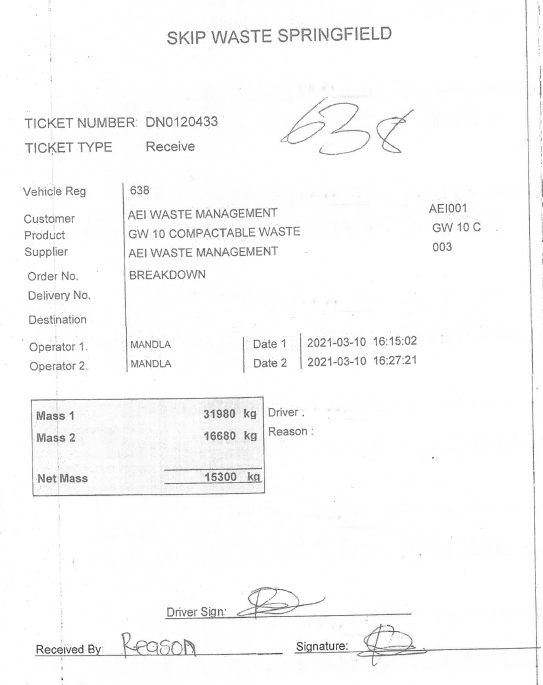 SKIP WASTE SPRINGFIELD
638
TICKET NUMBER: DN0120433
TICKET TYPE Receive
Vehicle Reg 638
Customer AEI WASTE MANAGEMENT AEI001
Product GW 10 COMPACTABLE WASTE GW 10 C
Supplier AEI WASTE MANAGEMENT 003
Order No. BREAKDOWN
Delivery No.
Destination
Operator 1. MANDLA Date 1 2021-03-10 16:15:02
Operator 2. MANDLA Date 2 2021-03-10 16:27:21
Mass 1 31980 kg Driver :
Mass 2 16680 kg Reason :
Net Mass 15300 kg
Driver Sign:
Received By Reason Signature: